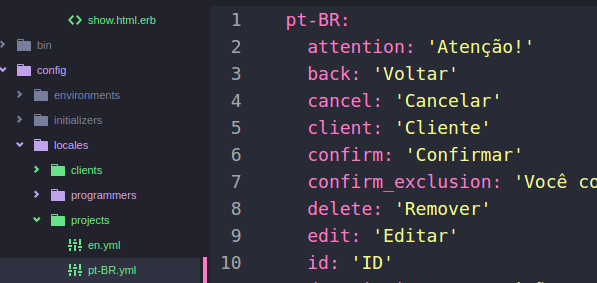 show.html.erb
bin
config
environments
initializers
locales
clients
programmers
projects
en.yml
pt-BR.yml
1 pt-BR:
2 attention: 'Atenção!'
3 back: 'Voltar'
4 cancel: 'Cancelar'
5 client: 'Cliente'
6 confirm: 'Confirmar'
7 confirm_exclusion: 'Você co
8 delete: 'Remover'
9 edit: 'Editar'
10 id: 'ID'